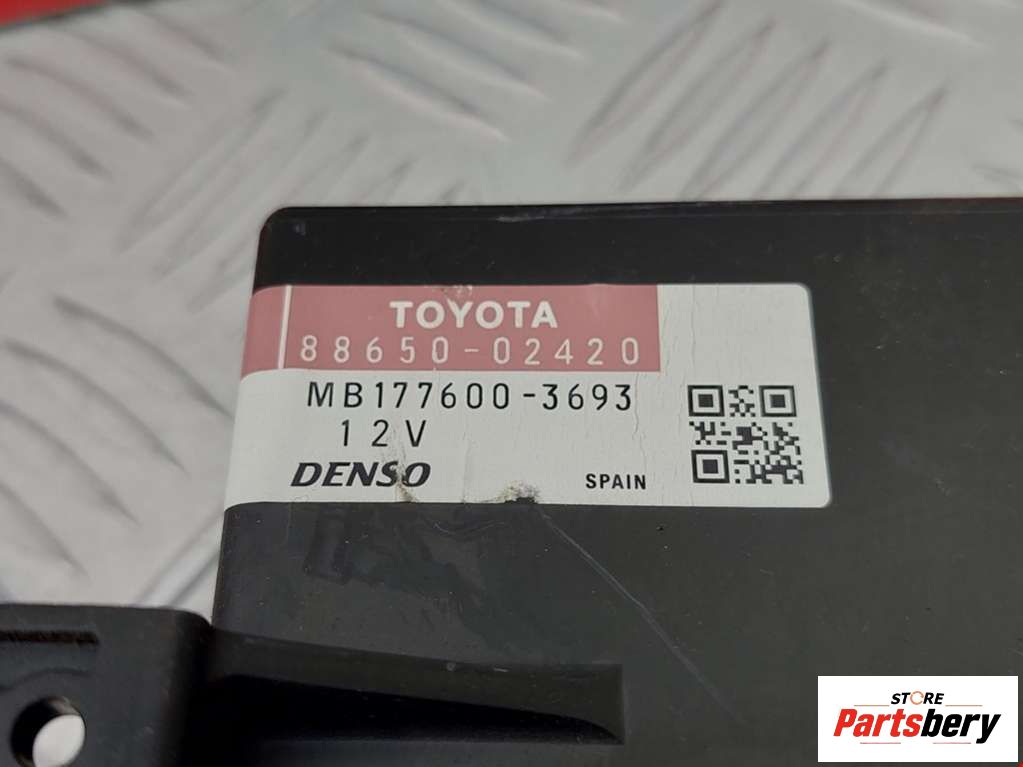 TOYOTA
88650-02420
MB177600-3693
12V
DENSO
SPAIN
STORE
Partsbery